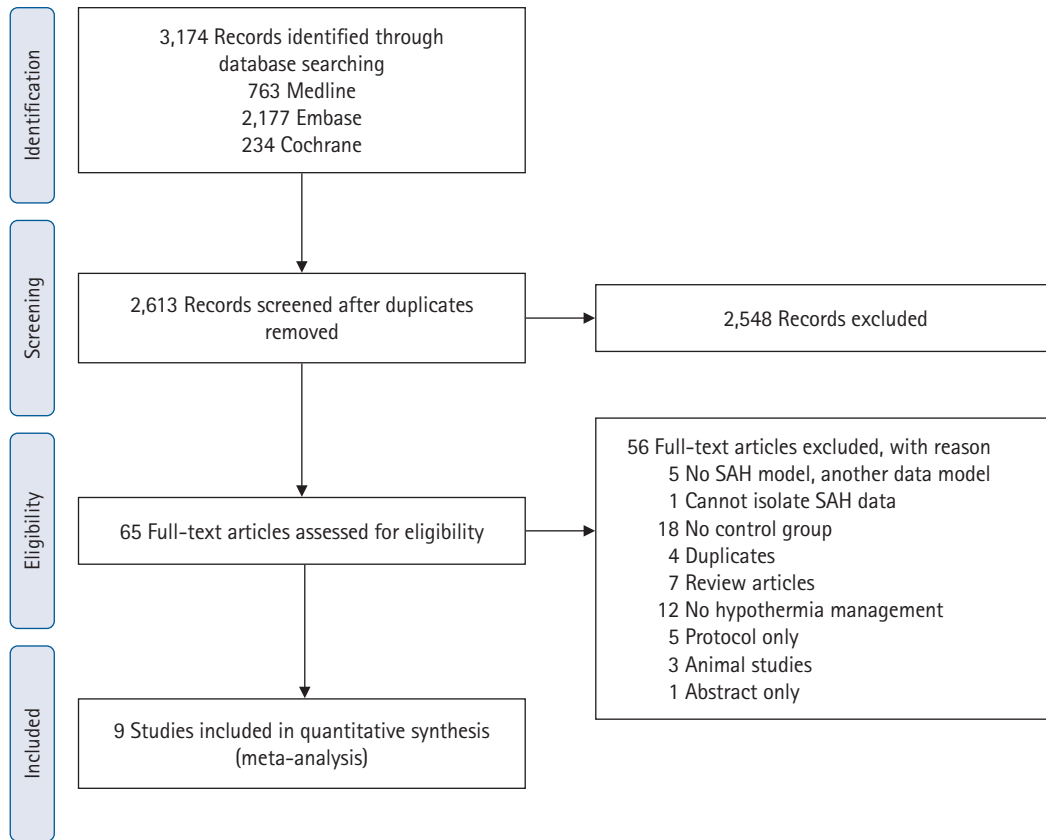 Identification
3,174 Records identified through
database searching
763 Medline
2,177 Embase
234 Cochrane
Screening
2,613 Records screened after duplicates
removed
2,548 Records excluded
Eligibility
65 Full-text articles assessed for eligibility
56 Full-text articles excluded, with reason
5 No SAH model, another data model
1 Cannot isolate SAH data
18 No control group
4 Duplicates
7 Review articles
12 No hypothermia management
5 Protocol only
3 Animal studies
1 Abstract only
Included
9 Studies included in quantitative synthesis
(meta-analysis)